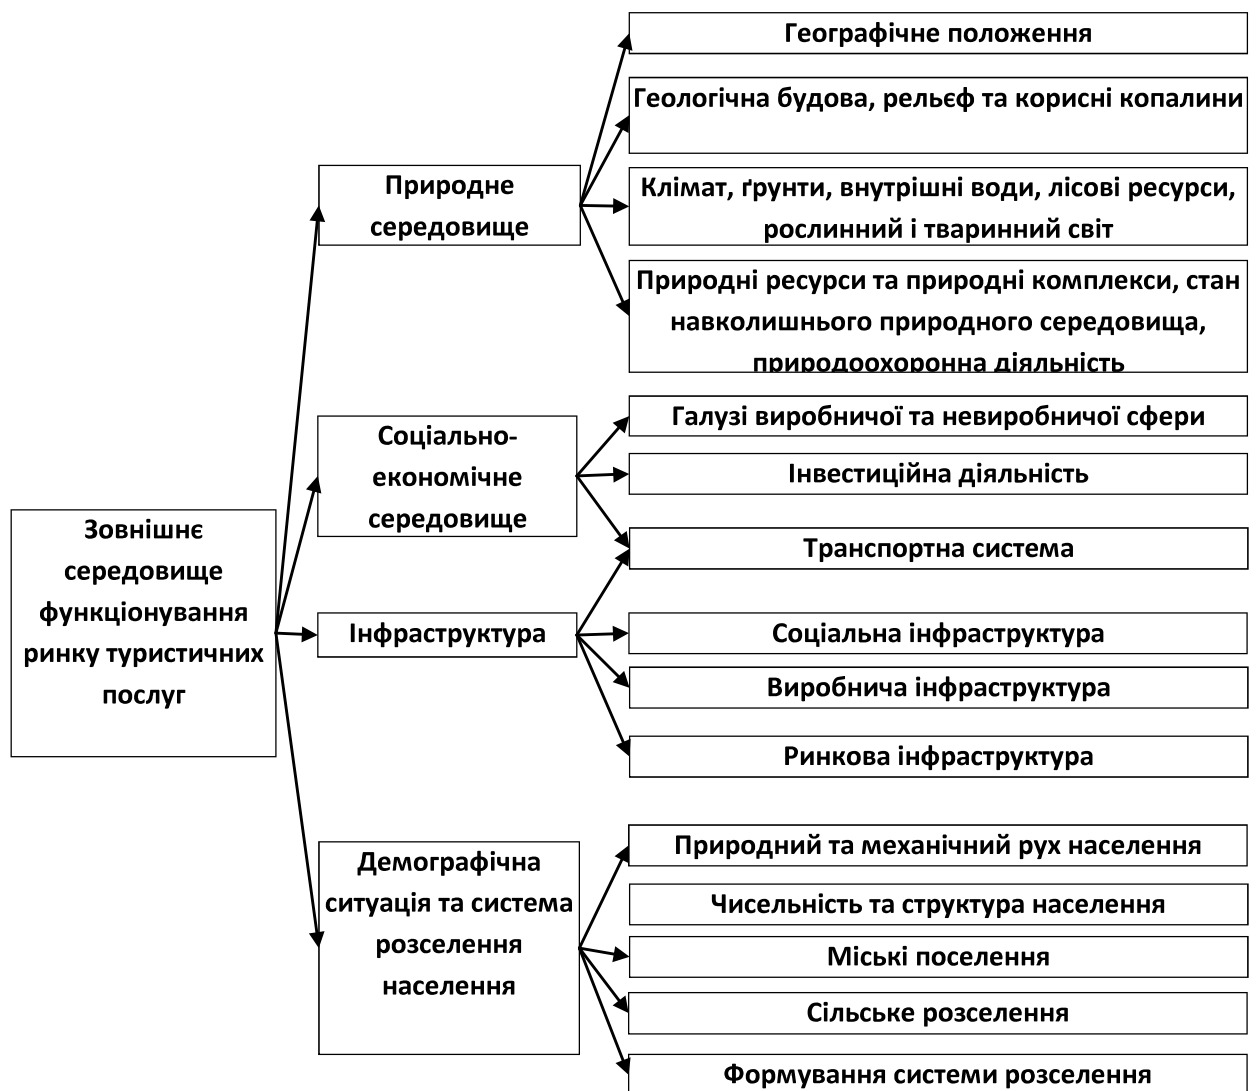 Географічне положення
Геологічна будова, рельєф та корисні копалини
Природне
середовище
Клімат, ґрунти, внутрішні води, лісові ресурси,
рослинний і тваринний світ
Природні ресурси та природні комплекси, стан
навколишнього природного середовища,
природоохоронна діяльність
Соціально-
економічне
середовище
Галузі виробничої та невиробничої сфери
Інвестиційна діяльність
Транспортна система
Зовнішнє
середовище
функціонування
ринку туристичних
послуг
Інфраструктура
Соціальна інфраструктура
Виробнича інфраструктура
Ринкова інфраструктура
Демографічна
ситуація та система
розселення
населення
Природний та механічний рух населення
Чисельність та структура населення
Міські поселення
Сільське розселення
Формування системи розселення